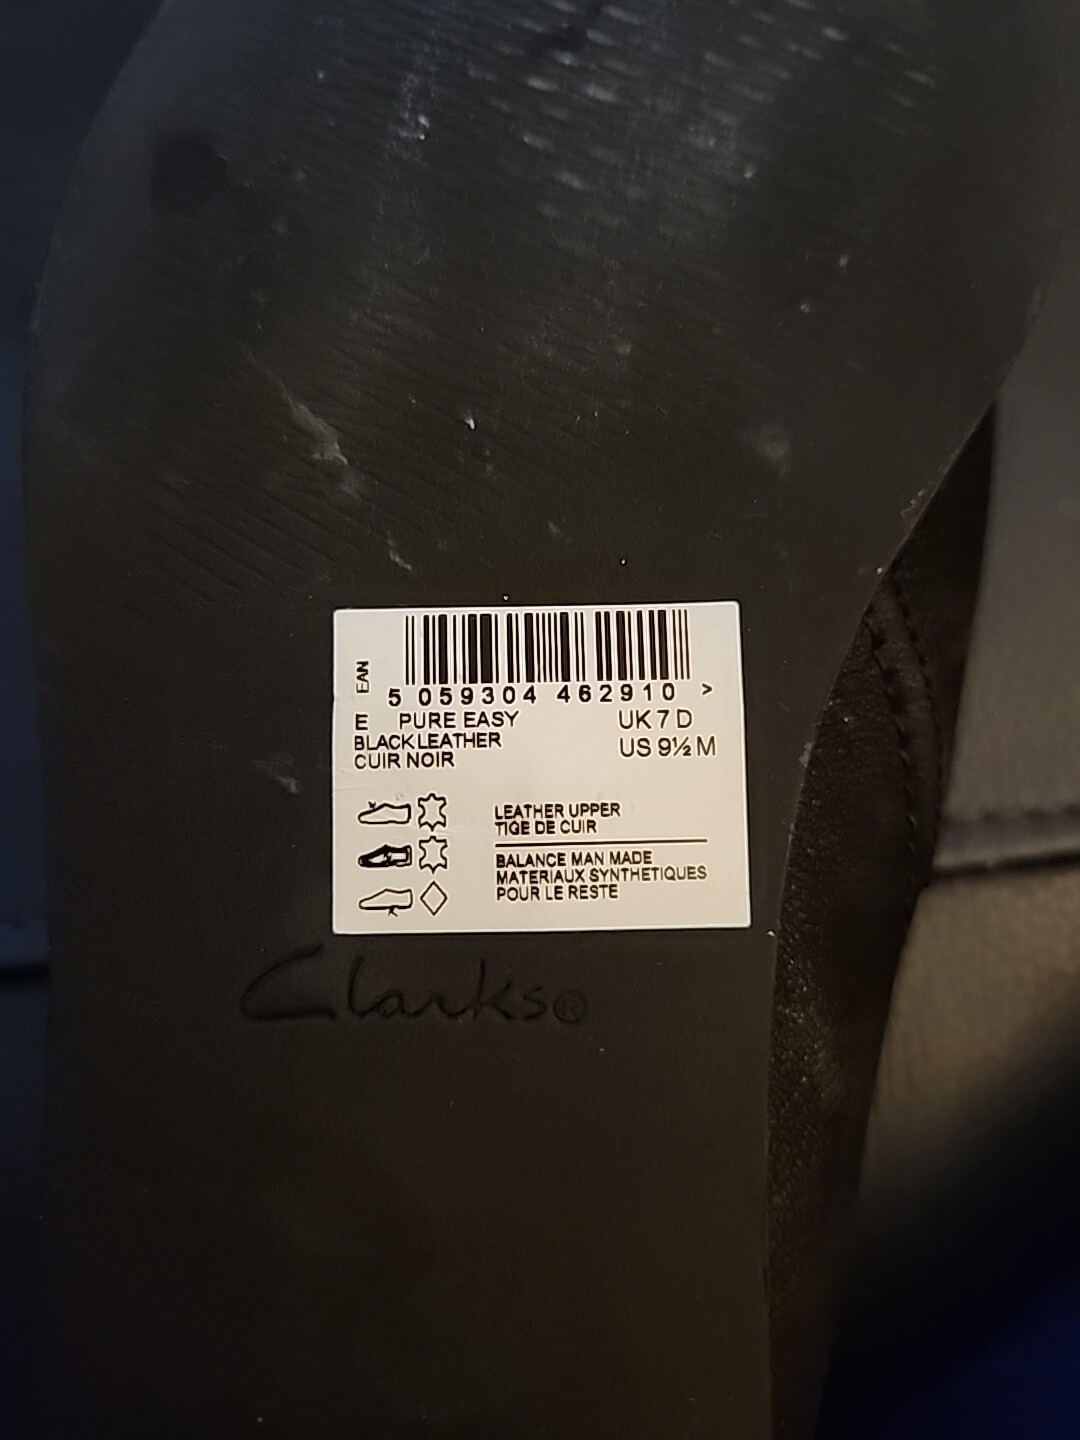 EAN
5 059304 462910 >
E PURE EASY UK 7 D
BLACK LEATHER US 9½ M
CUIR NOIR
LEATHER UPPER
TIGE DE CUIR
BALANCE MAN MADE
MATERIAUX SYNTHETIQUES
POUR LE RESTE
Clarks®